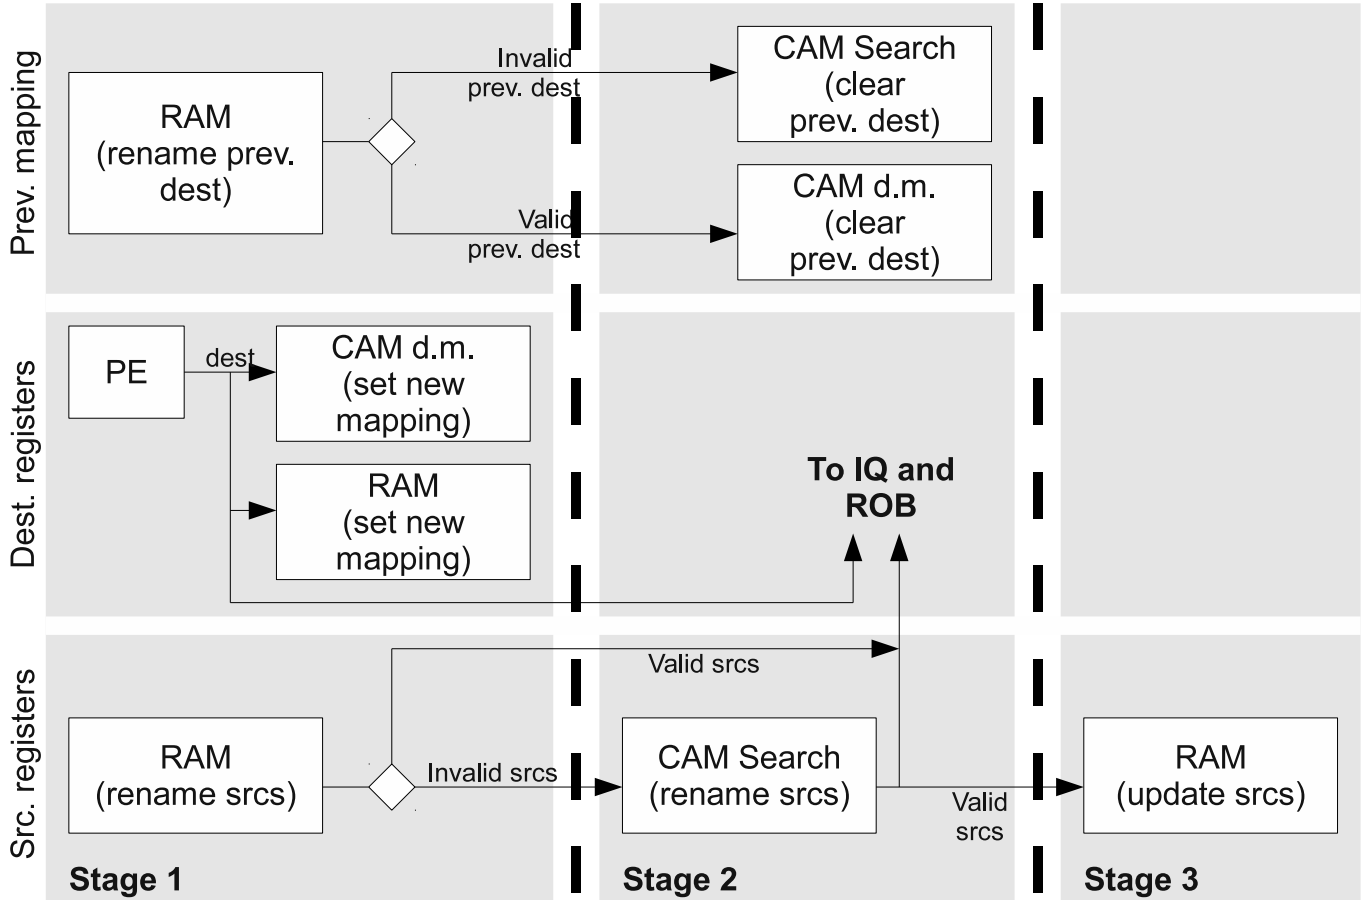 Prev. mapping
RAM
(rename prev.
dest)
Invalid
prev. dest
Valid
prev. dest
CAM Search
(clear
prev. dest)
CAM d.m.
(clear
prev. dest)
Dest. registers
PE
dest
CAM d.m.
(set new
mapping)
RAM
(set new
mapping)
To IQ and
ROB
Src. registers
RAM
(rename srcs)
Valid srcs
Invalid srcs
CAM Search
(rename srcs)
Valid
srcs
RAM
(update srcs)
Stage 1
Stage 2
Stage 3